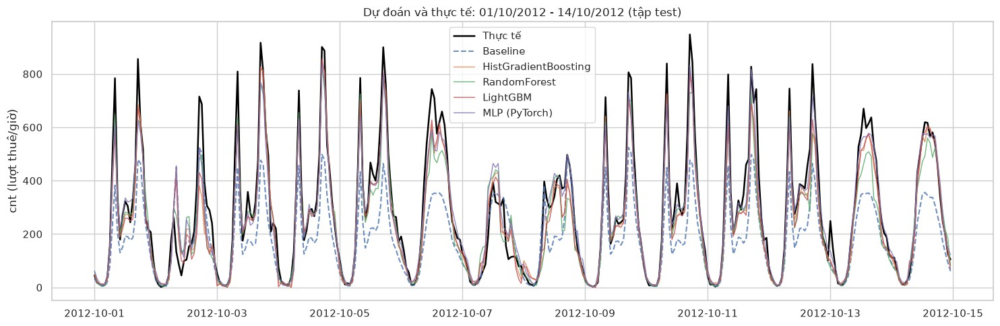 Dự đoán và thực tế: 01/10/2012 - 14/10/2012 (tập test)
Thực tế
Baseline
HistGradientBoosting
RandomForest
LightGBM
MLP (PyTorch)
cnt (lượt thuê/giờ)
800
600
400
200
0
2012-10-01 2012-10-03 2012-10-05 2012-10-07 2012-10-09 2012-10-11 2012-10-13 2012-10-15